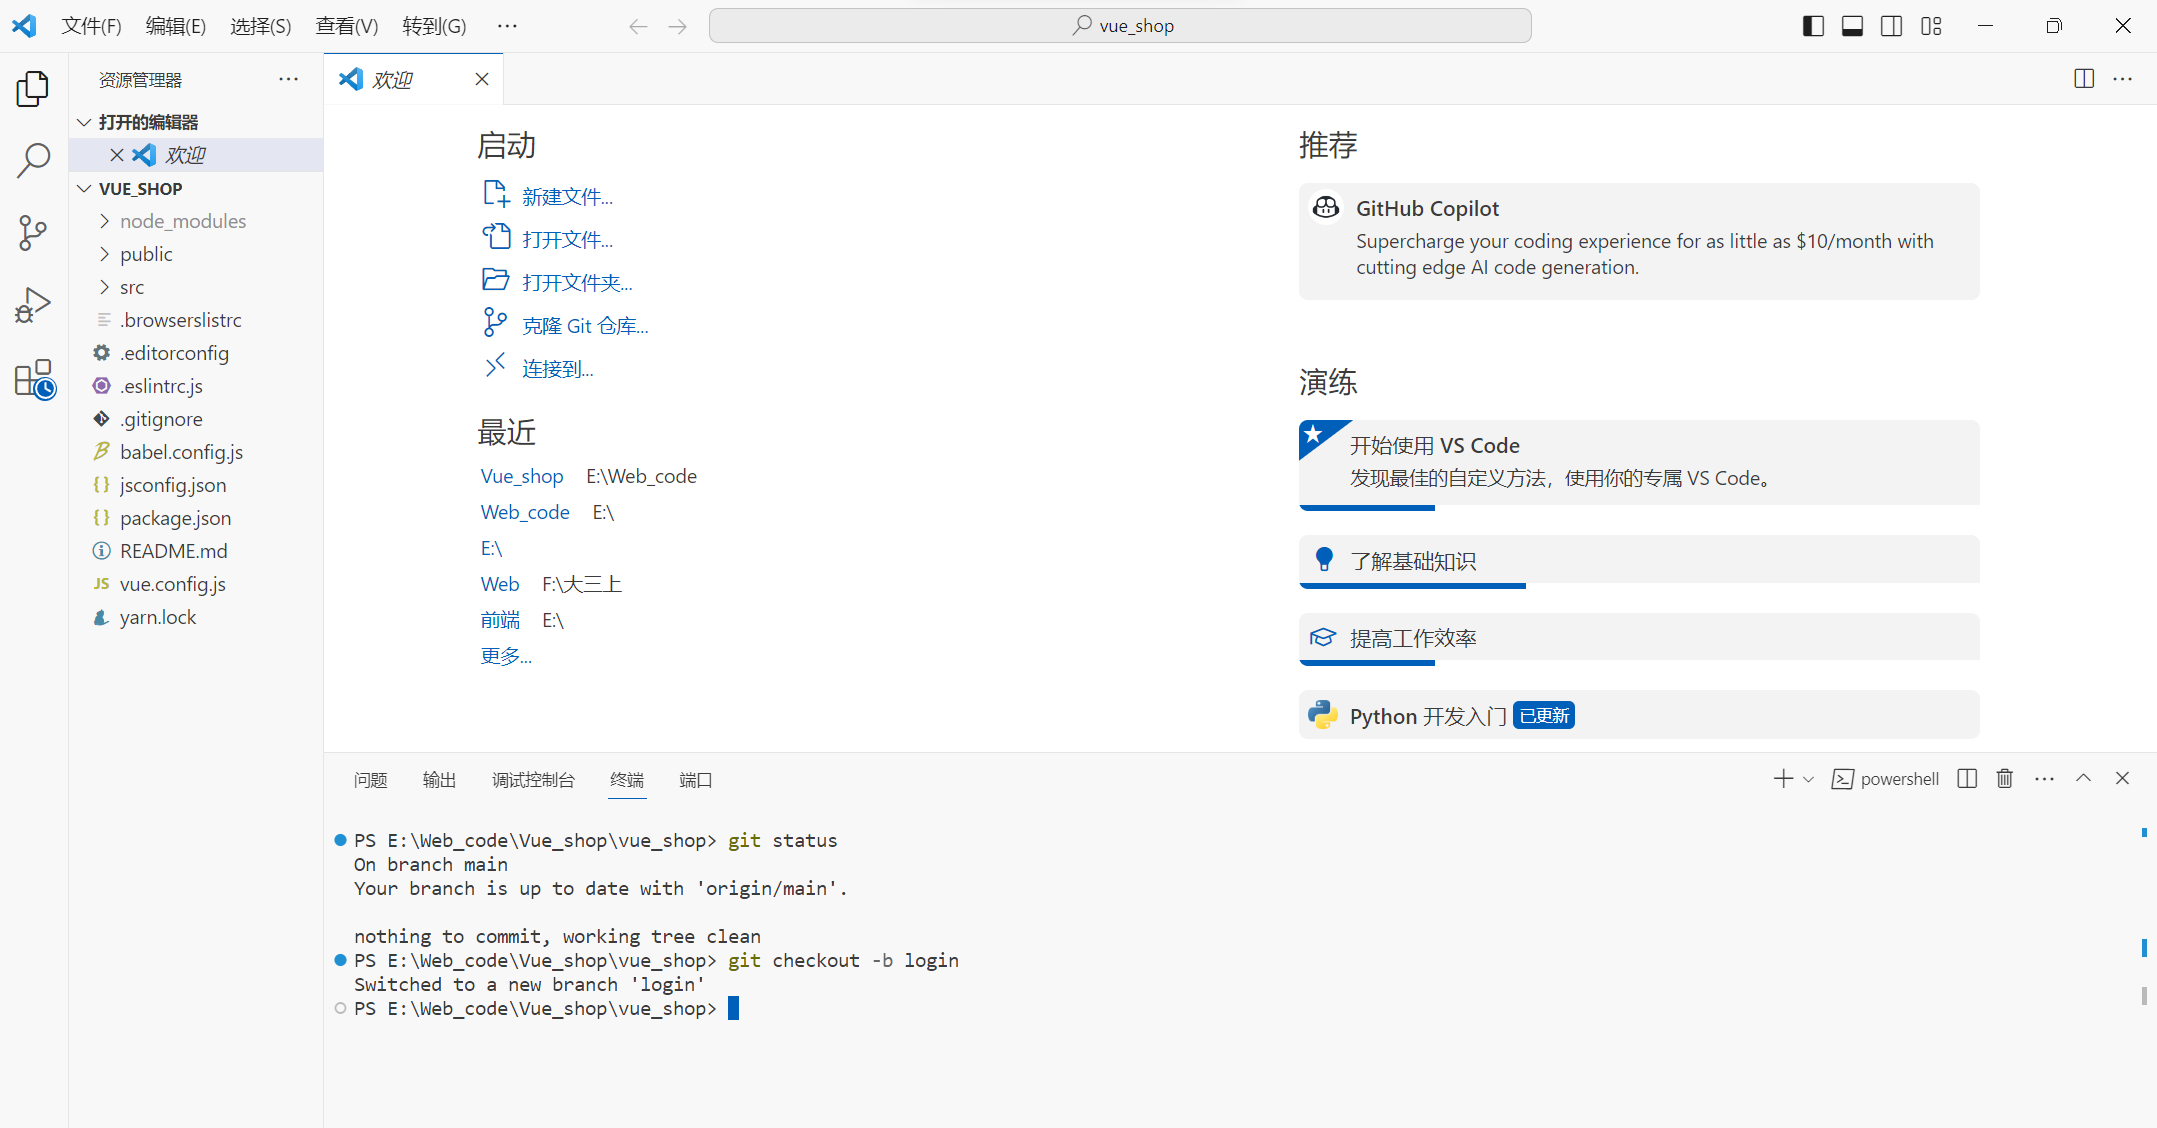 文件(F) 编辑(E) 选择(S) 查看(V) 转到(G) ··· vue_shop
资源管理器 ···
打开的编辑器
欢迎
VUE_SHOP
node_modules
public
src
.browserslistrc
.editorconfig
.eslintrc.js
.gitignore
babel.config.js
{} jsconfig.json
{} package.json
README.md
JS vue.config.js
yarn.lock
欢迎
启动
新建文件...
打开文件...
打开文件夹...
克隆 Git 仓库...
连接到...
最近
Vue_shop E:\Web_code
Web_code E:\
E:\
Web F:\大三上
前端 E:\
更多...
推荐
GitHub Copilot
Supercharge your coding experience for as little as $10/month with
cutting edge AI code generation.
演练
开始使用 VS Code
发现最佳的自定义方法，使用你的专属 VS Code。
了解基础知识
提高工作效率
Python 开发入门 已更新
问题 输出 调试控制台 终端 端口 powershell
PS E:\Web_code\Vue_shop\vue_shop> git status
On branch main
Your branch is up to date with 'origin/main'.
nothing to commit, working tree clean
PS E:\Web_code\Vue_shop\vue_shop> git checkout -b login
Switched to a new branch 'login'
PS E:\Web_code\Vue_shop\vue_shop>